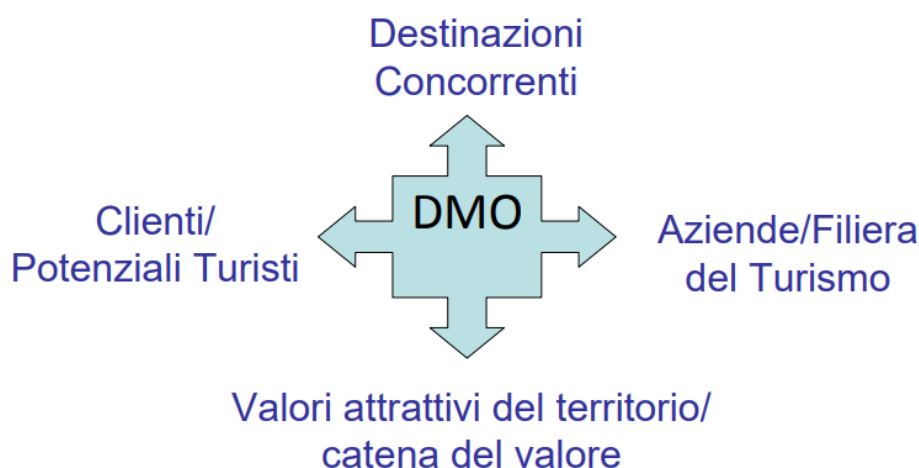 Destinazioni
Concorrenti
DMO
Clienti/
Potenziali Turisti
Aziende/Filiera
del Turismo
Valori attrattivi del territorio/
catena del valore